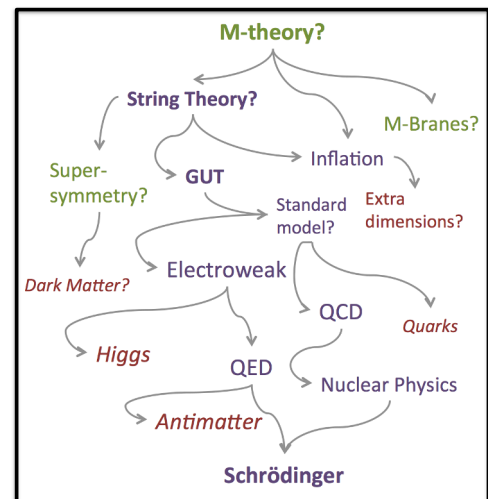 M-theory?
String Theory?
M-Branes?
Inflation
Super-
symmetry?
GUT
Extra
dimensions?
Standard
model?
Electroweak
Dark Matter?
QCD
Quarks
Higgs
QED
Nuclear Physics
Antimatter
Schrödinger